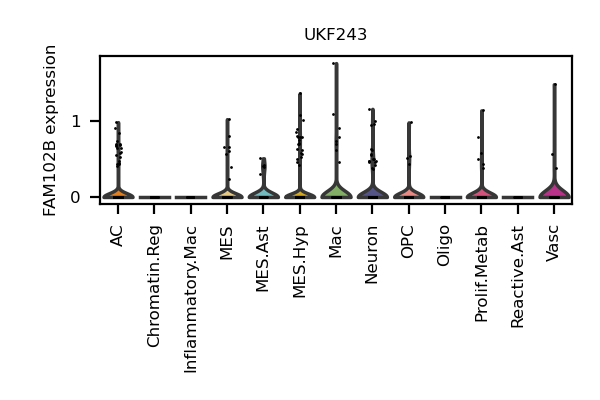 UKF243
FAM102B expression
1
0
AC
Chromatin.Reg
Inflammatory.Mac
MES
MES.Ast
MES.Hyp
Mac
Neuron
OPC
Oligo
Prolif.Metab
Reactive.Ast
Vasc